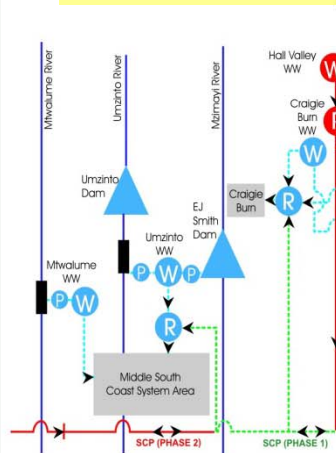 Mtwalume River
Umzinto River
Mzimayi River
Hall Valley
WW
W
Craigie
Burn
WW
W
Umzinto
Dam
Craigie
Burn
R
EJ
Smith
Dam
Umzinto
WW
P W P
Mtwalume
WW
P W
R
Middle South
Coast System Area
SCP (PHASE 2)
SCP (PHASE 1)